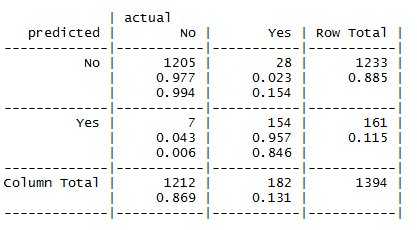 | actual
predicted | No | Yes | Row Total |
-------------|-----------|-----------|-----------|
No | 1205 | 28 | 1233 |
| 0.977 | 0.023 | 0.885 |
| 0.994 | 0.154 | |
-------------|-----------|-----------|-----------|
Yes | 7 | 154 | 161 |
| 0.043 | 0.957 | 0.115 |
| 0.006 | 0.846 | |
-------------|-----------|-----------|-----------|
Column Total | 1212 | 182 | 1394 |
| 0.869 | 0.131 | |
-------------|-----------|-----------|-----------|